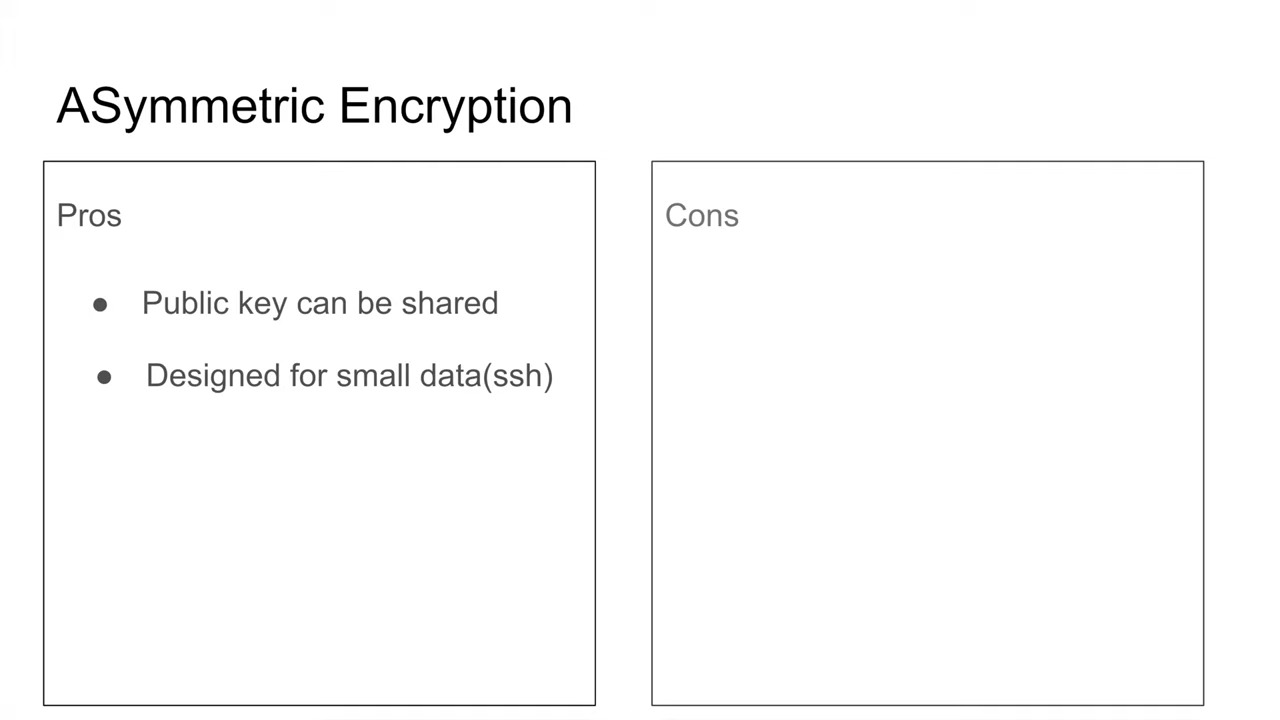 ASymmetric Encryption
Pros
● Public key can be shared
● Designed for small data(ssh)
Cons